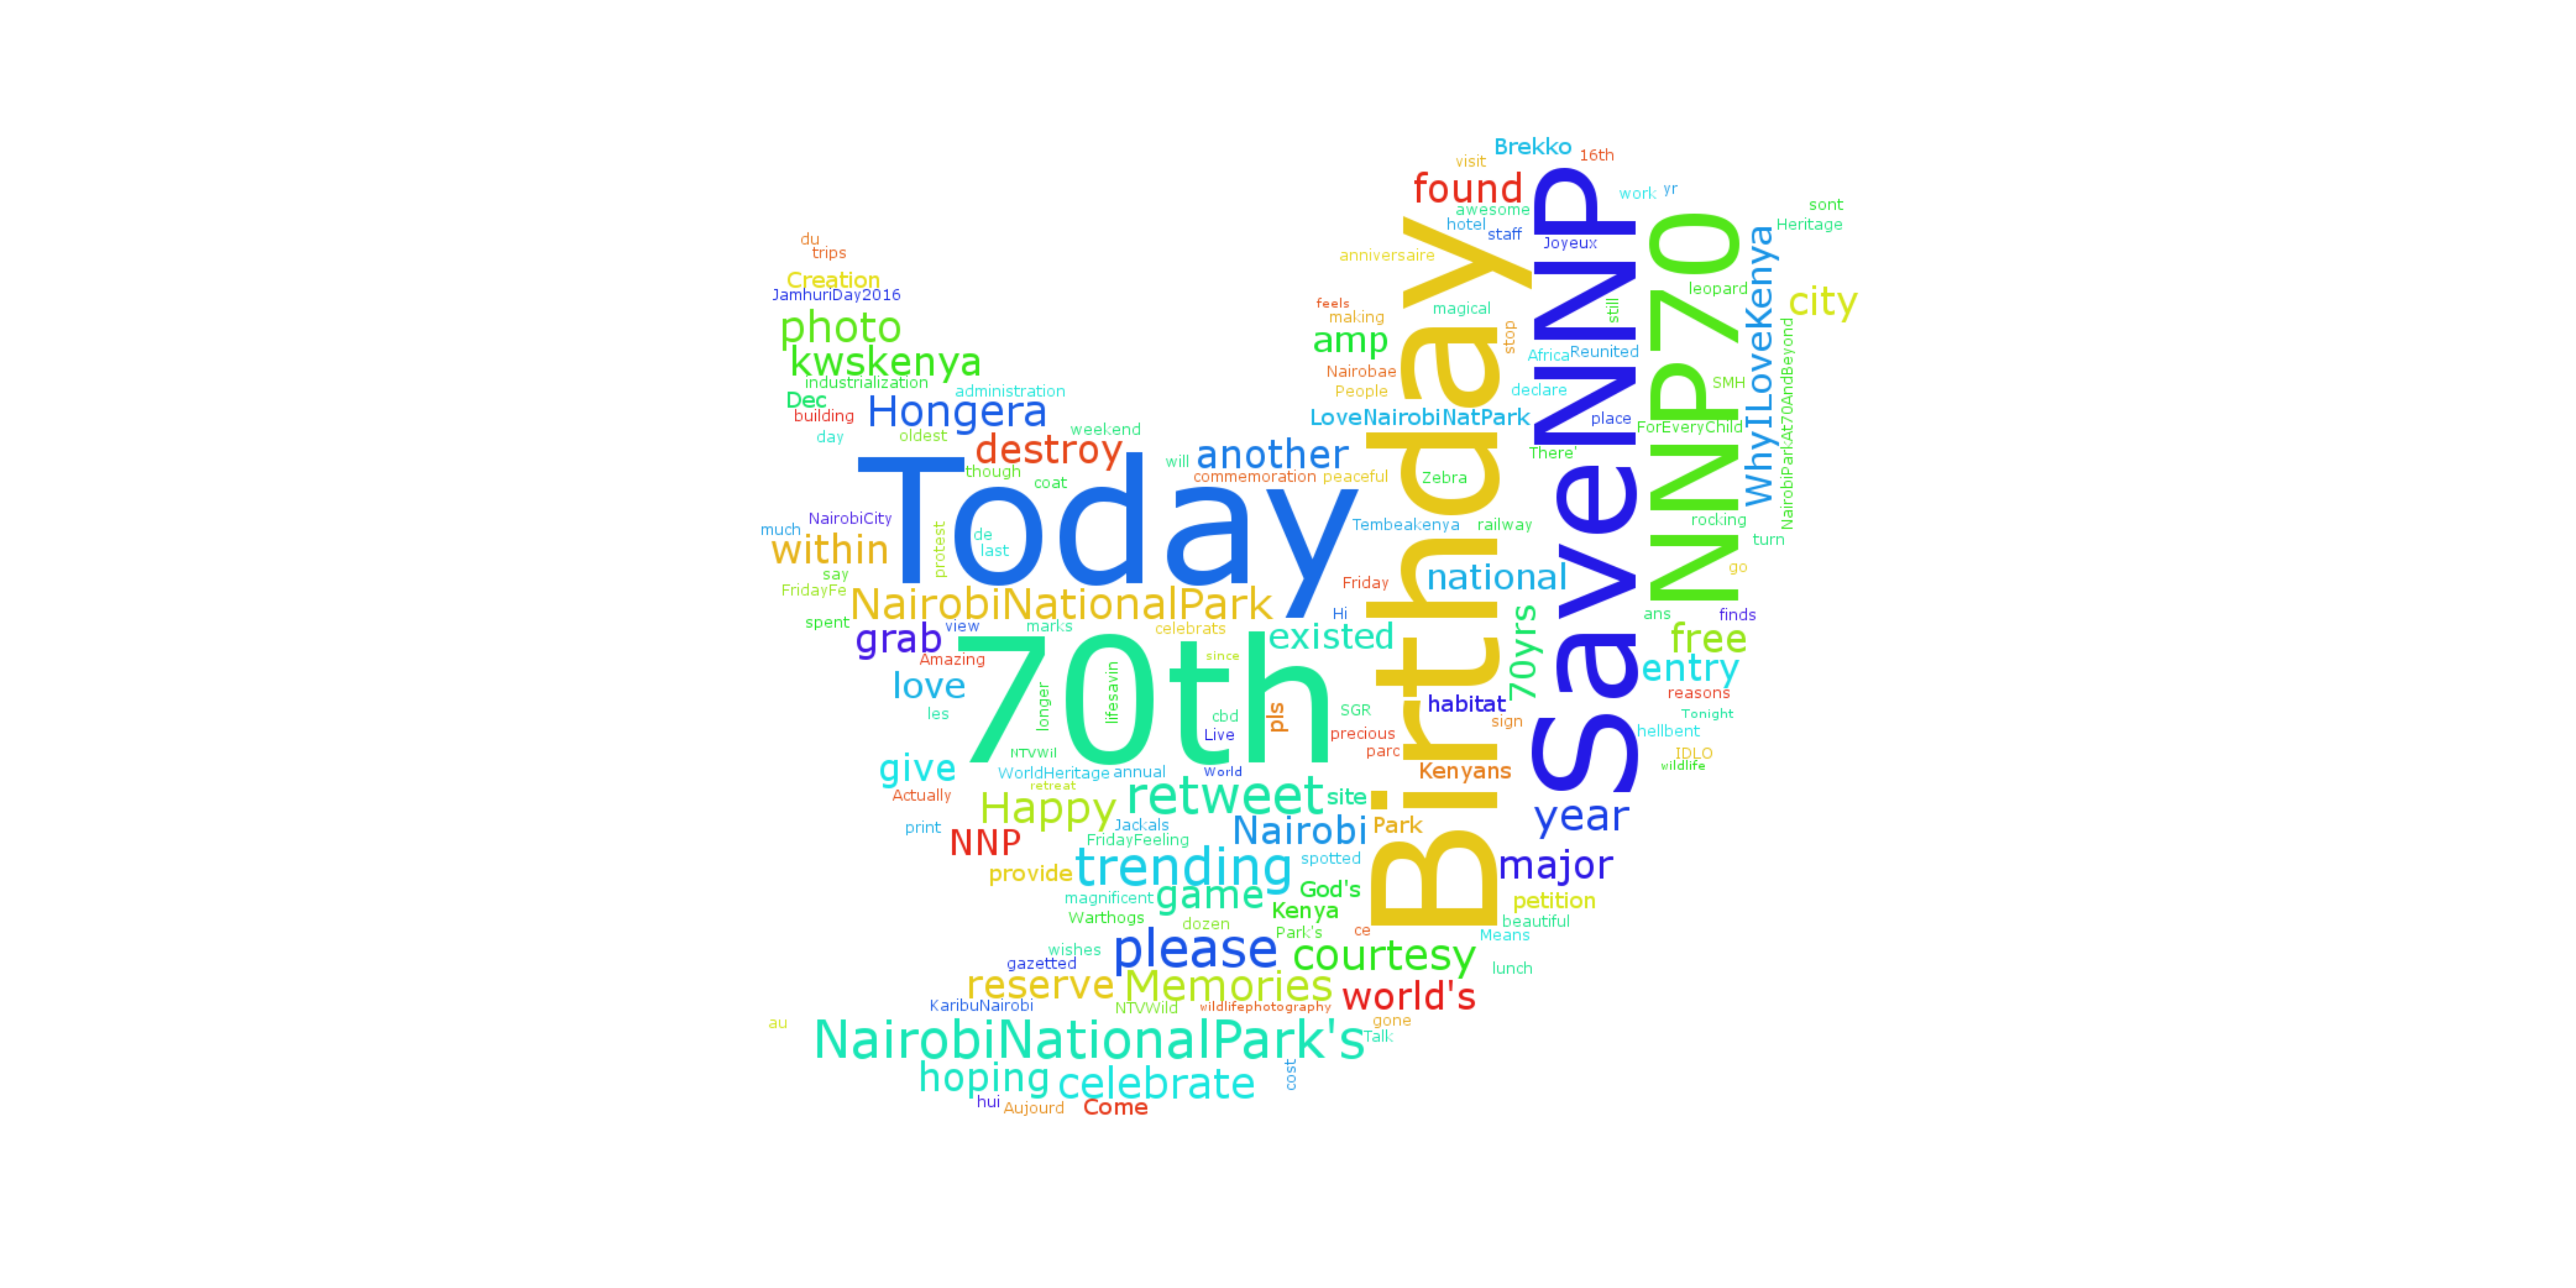 Brekko
visit
16th
found
work
yr
awesome
sont
hotel
staff
Heritage
Joyeux
du
trips
anniversaire
Creation
JamhuriDay2016
leopard
city
feels
making
magical
still
photo
amp
stop
kwskenya
Africa
Reunited
Nairobae
industrialization
administration
People
declare
SMH
Dec
building
Hongera
LoveNairobiNatPark
place
ForEveryChild
WhyILoveKenya
NairobiParkAt70AndBeyond
day
oldest
weekend
destroy
another
will
There'
though
coat
commemoration
peaceful
Zebra
Today
Birthday
SaveNNP
NNP70
much
NairobiCity
protest
de
last
Tembeakenya
railway
rocking
turn
within
say
FridayFe
Friday
national
go
NairobiNationalPark
Hi
ans
finds
spent
view
marks
celebrats
grab
existed
70yrs
free
Amazing
since
70th
entry
love
longer
lifesavin
reasons
les
cbd
pls
SGR
habitat
sign
Tonight
Live
precious
hellbent
NTVWil
parc
IDLO
wildlife
give
WorldHeritage
annual
World
Kenyans
retreat
Actually
Happy
retweet
site
year
print
Jackals
Nairobi
Park
NNP
FridayFeeling
trending
spotted
major
provide
God's
magnificent
game
Kenya
petition
Warthogs
dozen
Park's
ce
beautiful
Means
wishes
please
courtesy
gazetted
lunch
reserve
Memories
world's
KaribuNairobi
NTVWild
wildlifephotography
au
gone
NairobiNationalPark's
Talk
hoping
celebrate
cost
hui
Aujourd
Come